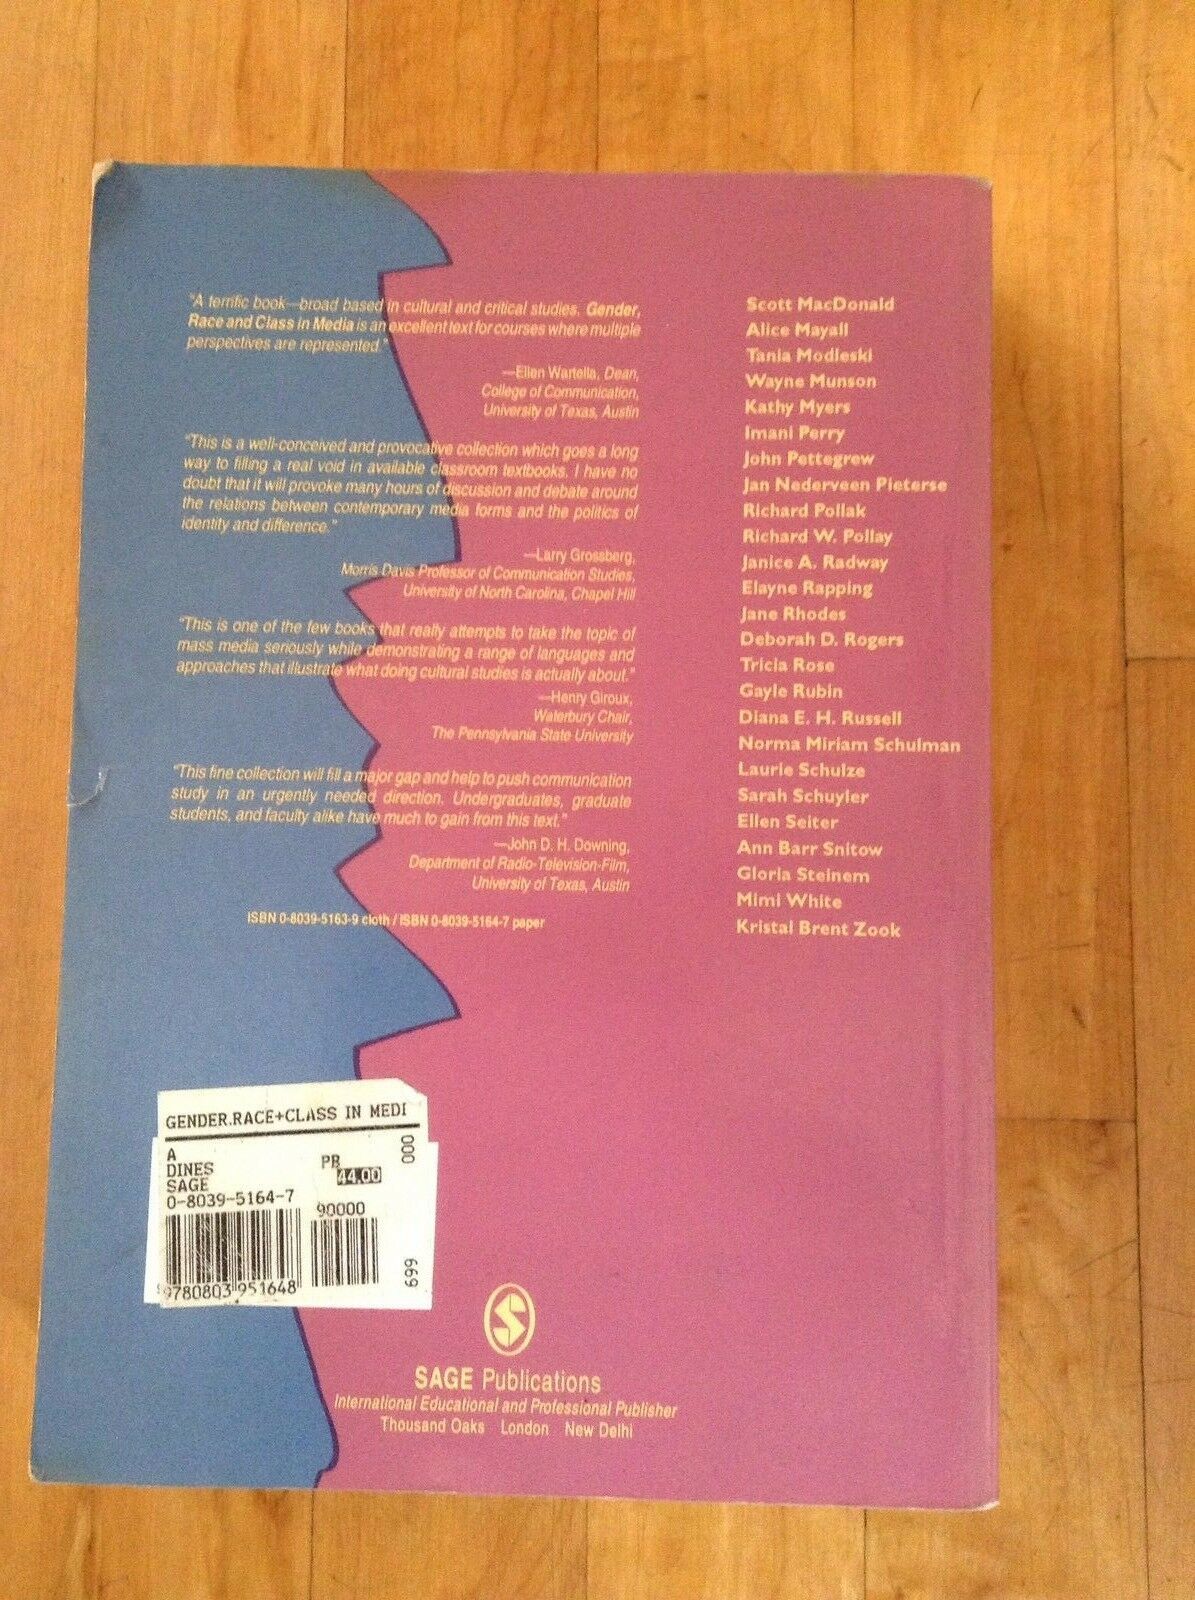 "A terrific book—broad based in cultural and critical studies. Gender,
Race and Class in Media is an excellent text for courses where multiple
perspectives are represented."
—Ellen Wartella, Dean,
College of Communication,
University of Texas, Austin
"This is a well-conceived and provocative collection which goes a long
way to filling a real void in available classroom textbooks. I have no
doubt that it will provoke many hours of discussion and debate around
the relations between contemporary media forms and the politics of
identity and difference."
—Larry Grossberg,
Morris Davis Professor of Communication Studies,
University of North Carolina, Chapel Hill
"This is one of the few books that really attempts to take the topic of
mass media seriously while demonstrating a range of languages and
approaches that illustrate what doing cultural studies is actually about."
—Henry Giroux,
Waterbury Chair,
The Pennsylvania State University
"This fine collection will fill a major gap and help to push communication
study in an urgently needed direction. Undergraduates, graduate
students, and faculty alike have much to gain from this text."
—John D. H. Downing,
Department of Radio-Television-Film,
University of Texas, Austin
ISBN 0-8039-5163-9 cloth / ISBN 0-8039-5164-7 paper
Scott MacDonald
Alice Mayall
Tania Modleski
Wayne Munson
Kathy Myers
Imani Perry
John Pettegrew
Jan Nederveen Pieterse
Richard Pollak
Richard W. Pollay
Janice A. Radway
Elayne Rapping
Jane Rhodes
Deborah D. Rogers
Tricia Rose
Gayle Rubin
Diana E. H. Russell
Norma Miriam Schulman
Laurie Schulze
Sarah Schuyler
Ellen Seiter
Ann Barr Snitow
Gloria Steinem
Mimi White
Kristal Brent Zook
GENDER.RACE+CLASS IN MEDI
A
DINES
SAGE
0-8039-5164-7
PB
44.00
90000
000
699
9780803951648
S
SAGE Publications
International Educational and Professional Publisher
Thousand Oaks London New Delhi